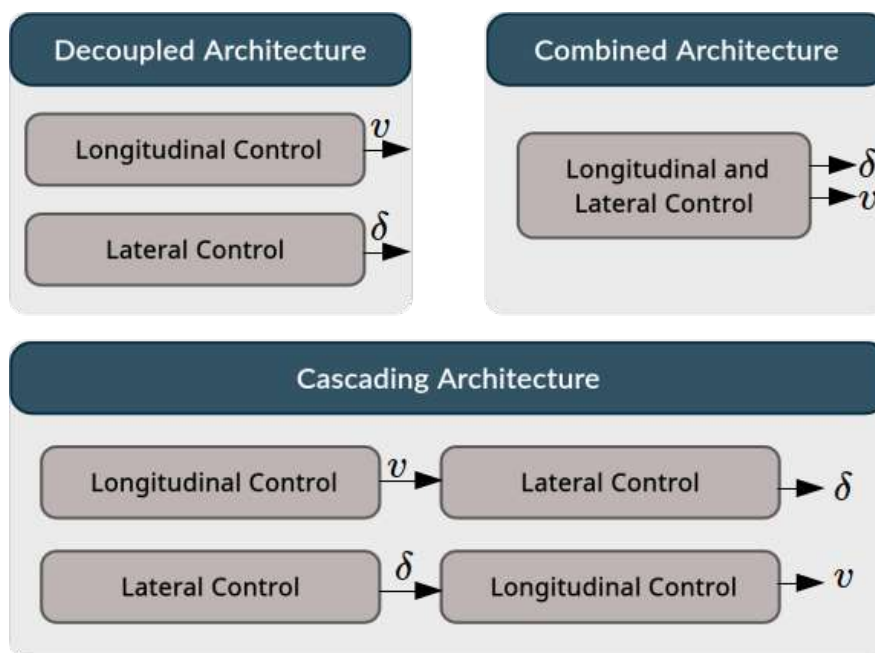 Decoupled Architecture
Longitudinal Control
v
Lateral Control
δ
Combined Architecture
Longitudinal and
Lateral Control
δ
v
Cascading Architecture
Longitudinal Control v Lateral Control δ
Lateral Control δ Longitudinal Control v